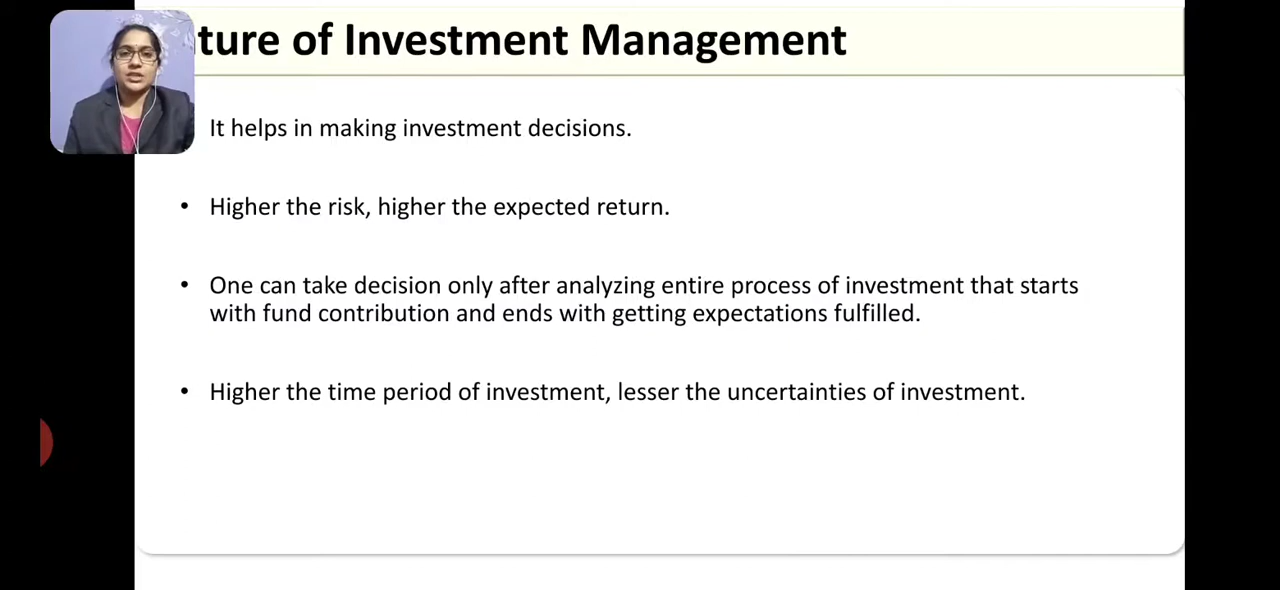 ture of Investment Management
It helps in making investment decisions.
• Higher the risk, higher the expected return.
• One can take decision only after analyzing entire process of investment that starts
with fund contribution and ends with getting expectations fulfilled.
• Higher the time period of investment, lesser the uncertainties of investment.